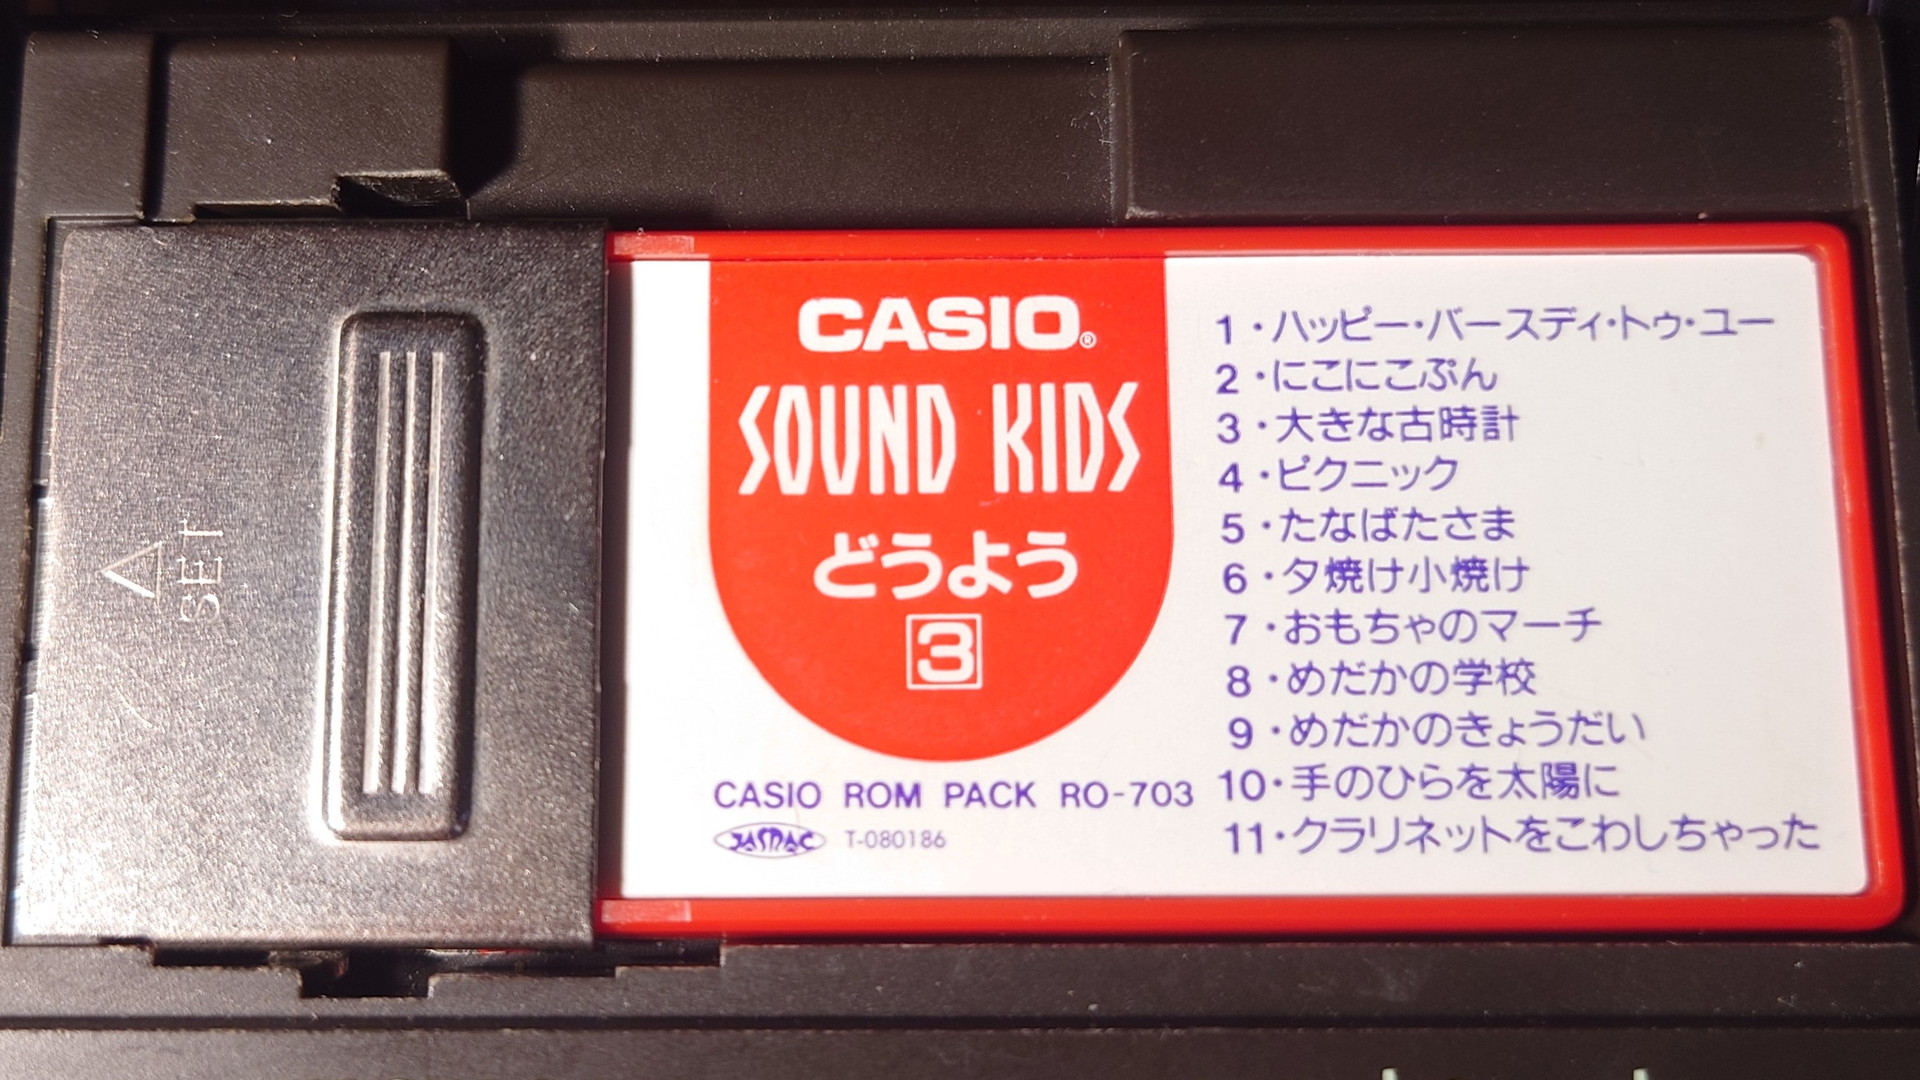 SET
CASIO®
SOUND KIDS
どうよう
3
CASIO ROM PACK RO-703
JASRAC T-080186
1・ハッピー・バースディ・トゥ・ユー
2・にこにこぷん
3・大きな古時計
4・ピクニック
5・たなばたさま
6・夕焼け小焼け
7・おもちゃのマーチ
8・めだかの学校
9・めだかのきょうだい
10・手のひらを太陽に
11・クラリネットをこわしちゃった